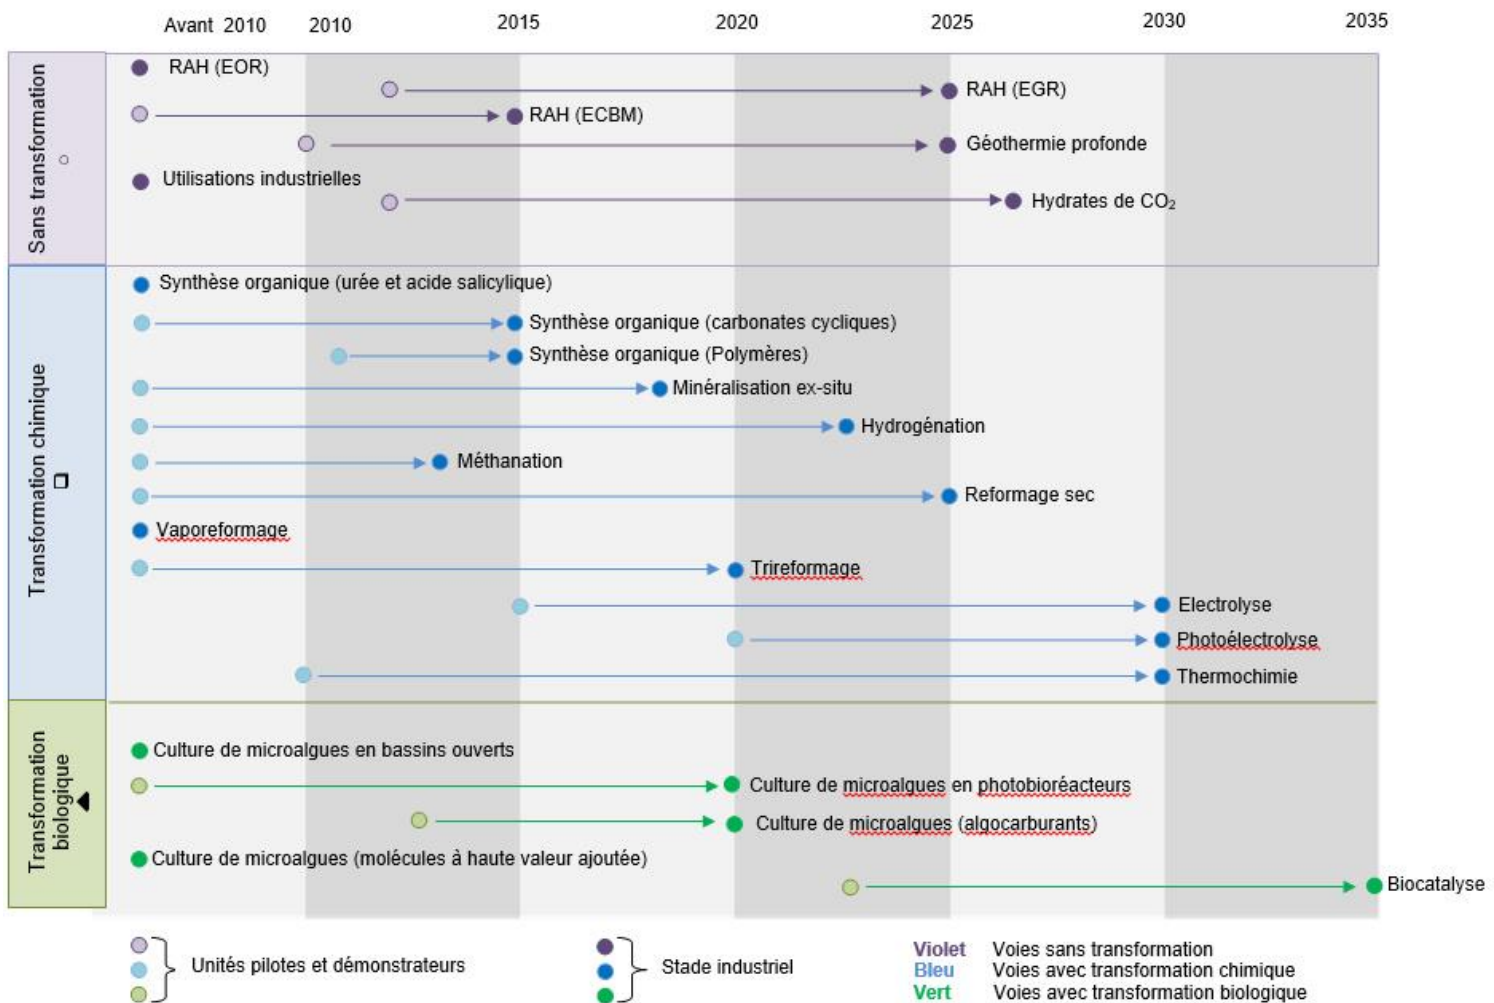 Avant 2010 2010 2015 2020 2025 2030 2035
Sans transformation
RAH (EOR)
RAH (EGR)
RAH (ECBM)
Géothermie profonde
Utilisations industrielles
Hydrates de CO₂
Transformation chimique
Synthèse organique (urée et acide salicylique)
Synthèse organique (carbonates cycliques)
Synthèse organique (Polymères)
Minéralisation ex-situ
Hydrogénation
Méthanation
Reformage sec
Vaporeformage
Trireformage
Electrolyse
Photoélectrolyse
Thermochimie
Transformation
biologique
Culture de microalgues en bassins ouverts
Culture de microalgues en photobioréacteurs
Culture de microalgues (algocarburants)
Culture de microalgues (molécules à haute valeur ajoutée)
Biocatalyse
Unités pilotes et démonstrateurs
Stade industriel
Violet Voies sans transformation
Bleu Voies avec transformation chimique
Vert Voies avec transformation biologique